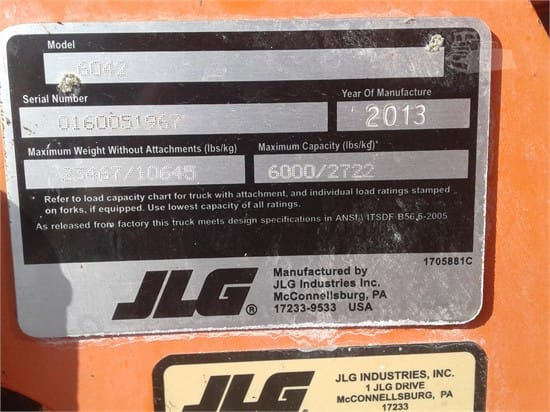 Model
6042
Serial Number
0160051967
Year Of Manufacture
2013
Maximum Weight Without Attachments (lbs/kg)
23467/10645
Maximum Capacity (lbs/kg)
6000/2722
* Refer to load capacity chart for truck with attachment, and individual load ratings stamped
on forks, if equipped. Use lowest capacity of all ratings.
As released from factory this truck meets design specifications in ANSI / ITSDF B56.6-2005
1705881C
JLG®
Manufactured by
JLG Industries Inc.
McConnellsburg, PA
17233-9533 USA
JLG
JLG INDUSTRIES, INC.
1 JLG DRIVE
McCONNELLSBURG, PA
17233